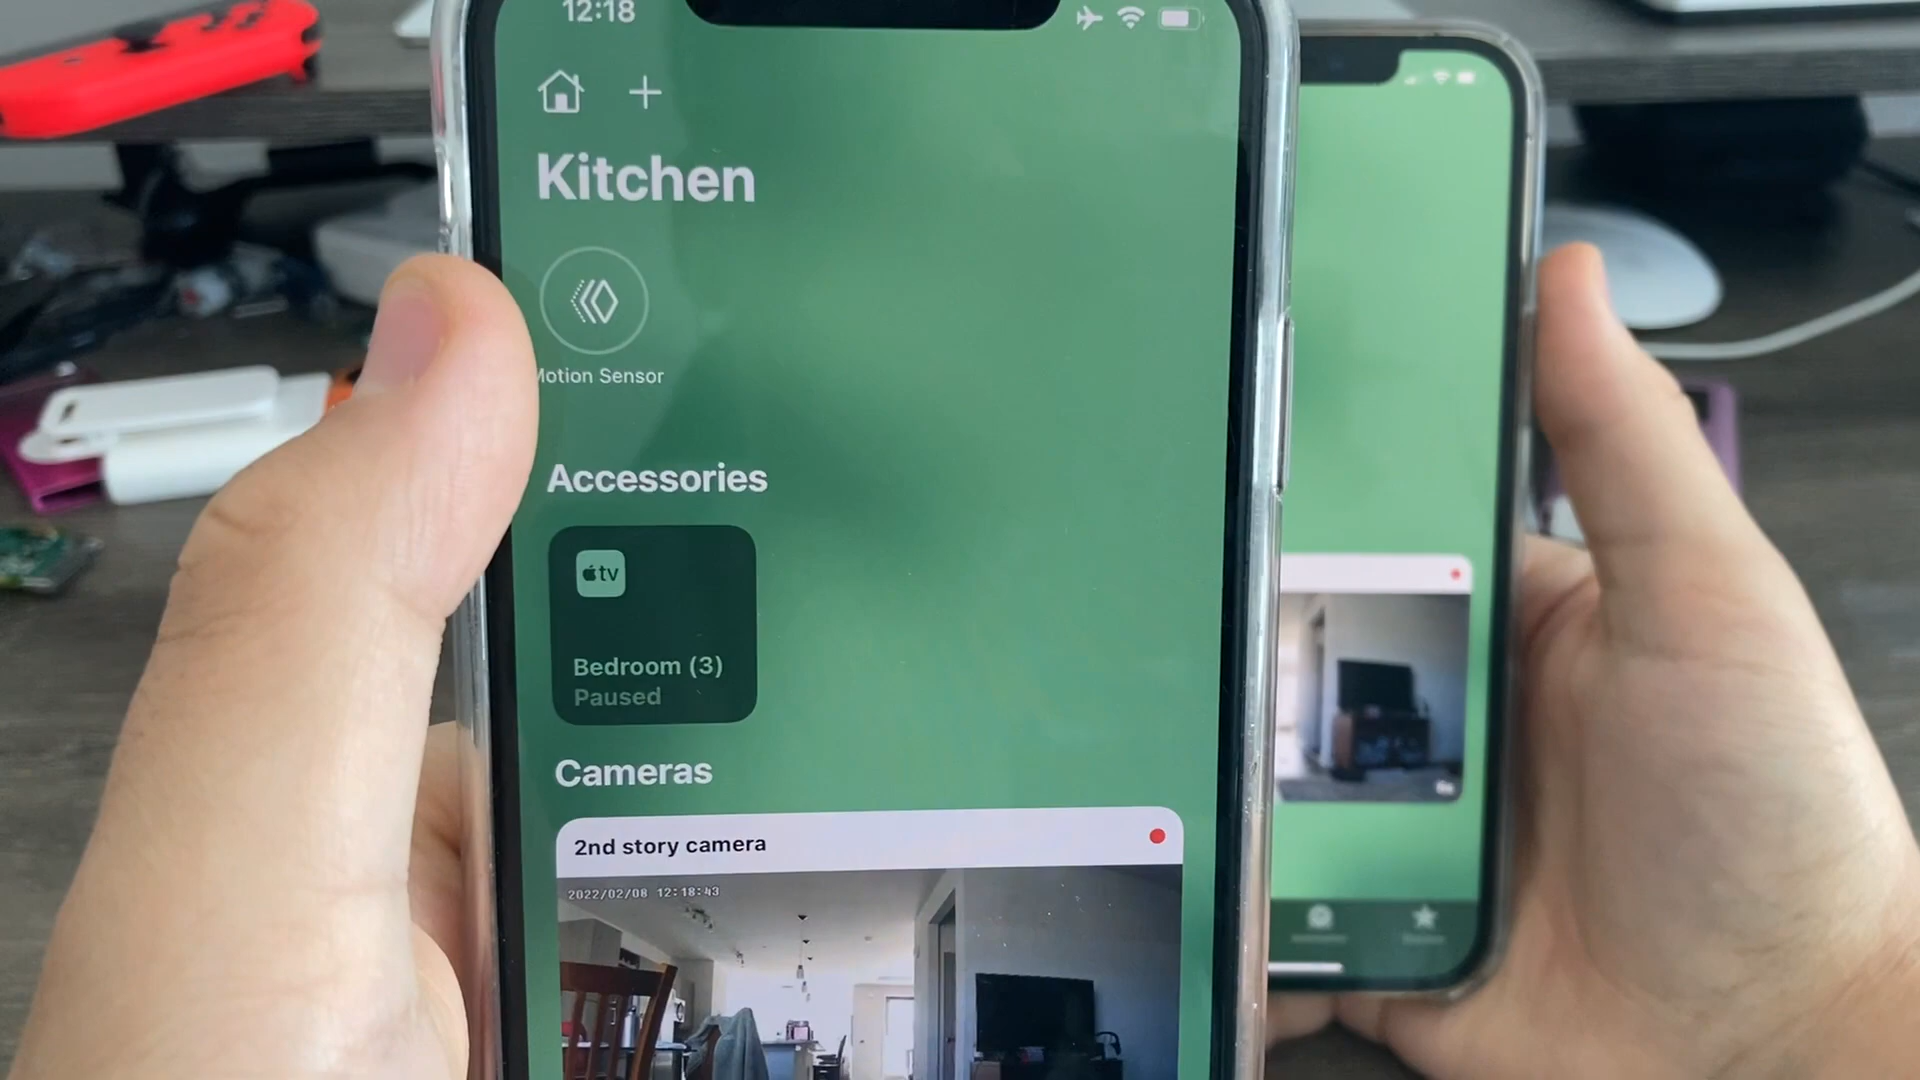 12:18
Kitchen
Motion Sensor
Accessories
tv
Bedroom (3)
Paused
Cameras
2nd story camera
2022/02/08 12:18:43